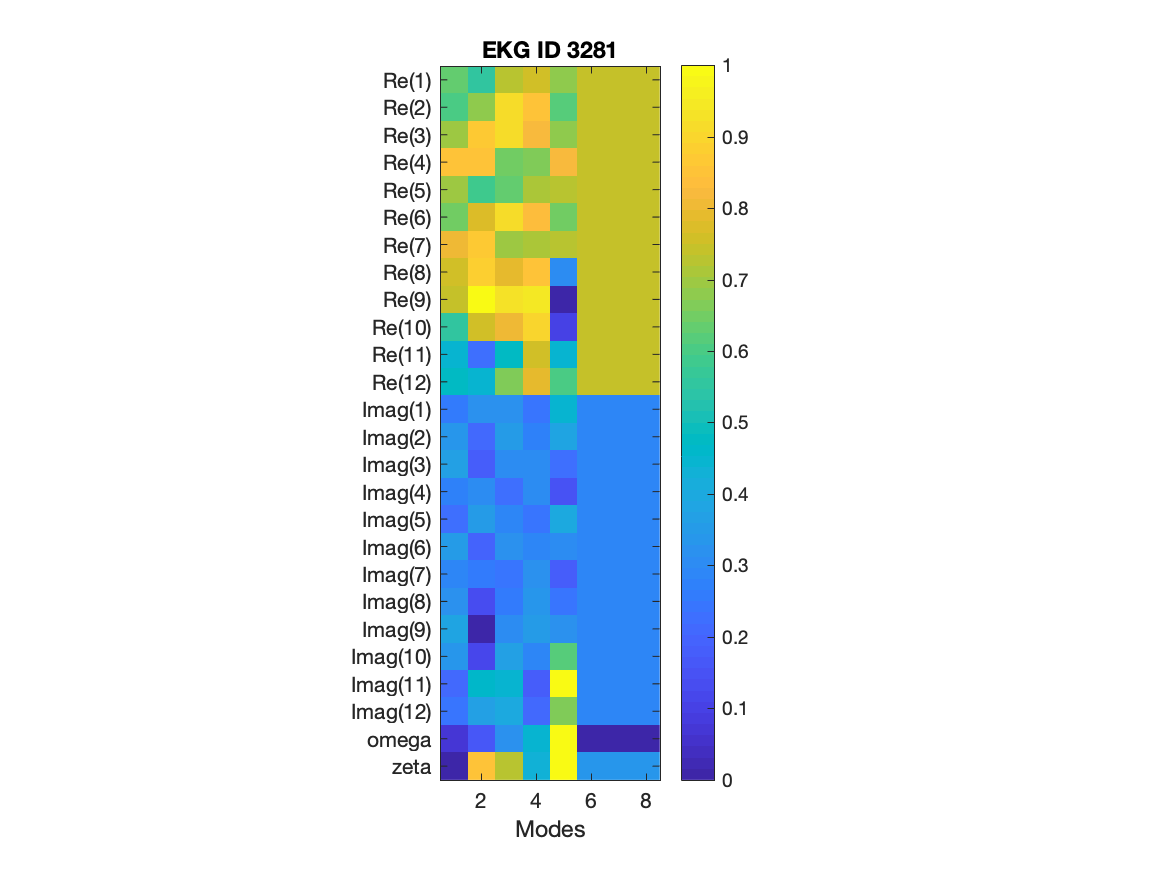 EKG ID 3281
Re(1)
Re(2)
Re(3)
Re(4)
Re(5)
Re(6)
Re(7)
Re(8)
Re(9)
Re(10)
Re(11)
Re(12)
Imag(1)
Imag(2)
Imag(3)
Imag(4)
Imag(5)
Imag(6)
Imag(7)
Imag(8)
Imag(9)
Imag(10)
Imag(11)
Imag(12)
omega
zeta
2 4 6 8
Modes
1
0.9
0.8
0.7
0.6
0.5
0.4
0.3
0.2
0.1
0